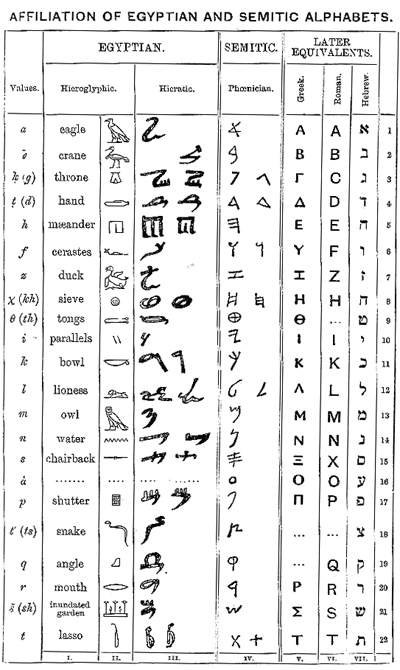 AFFILIATION OF EGYPTIAN AND SEMITIC ALPHABETS.
EGYPTIAN. SEMITIC. LATER EQUIVALENTS.
Values. Hieroglyphic. Hieratic. Phœnician. Greek. Roman. Hebrew.
a eagle Α A א 1
crane Β B ב 2
ḳ (g) throne Γ C ג 3
ṭ (d) hand Δ D ד 4
h mæander Ε E ה 5
f cerastes Υ F ו 6
z duck Ι Z ז 7
χ (kh) sieve Η H ח 8
θ (th) tongs Θ ... ט 9
i parallels Ι I י 10
k bowl Κ K כ 11
l lioness Λ L ל 12
m owl Μ M מ 13
n water Ν N נ 14
s chairback Ξ X ס 15
ȧ ....... .... ..... Ο O ע 16
p shutter Π P פ 17
t' (ts) snake ... ... צ 18
q angle ... Q ק 19
r mouth Ρ R ר 20
š (sh) inundated garden Σ S ש 21
t lasso Τ T ת 22
I. II. III. IV. V. VI. VII.